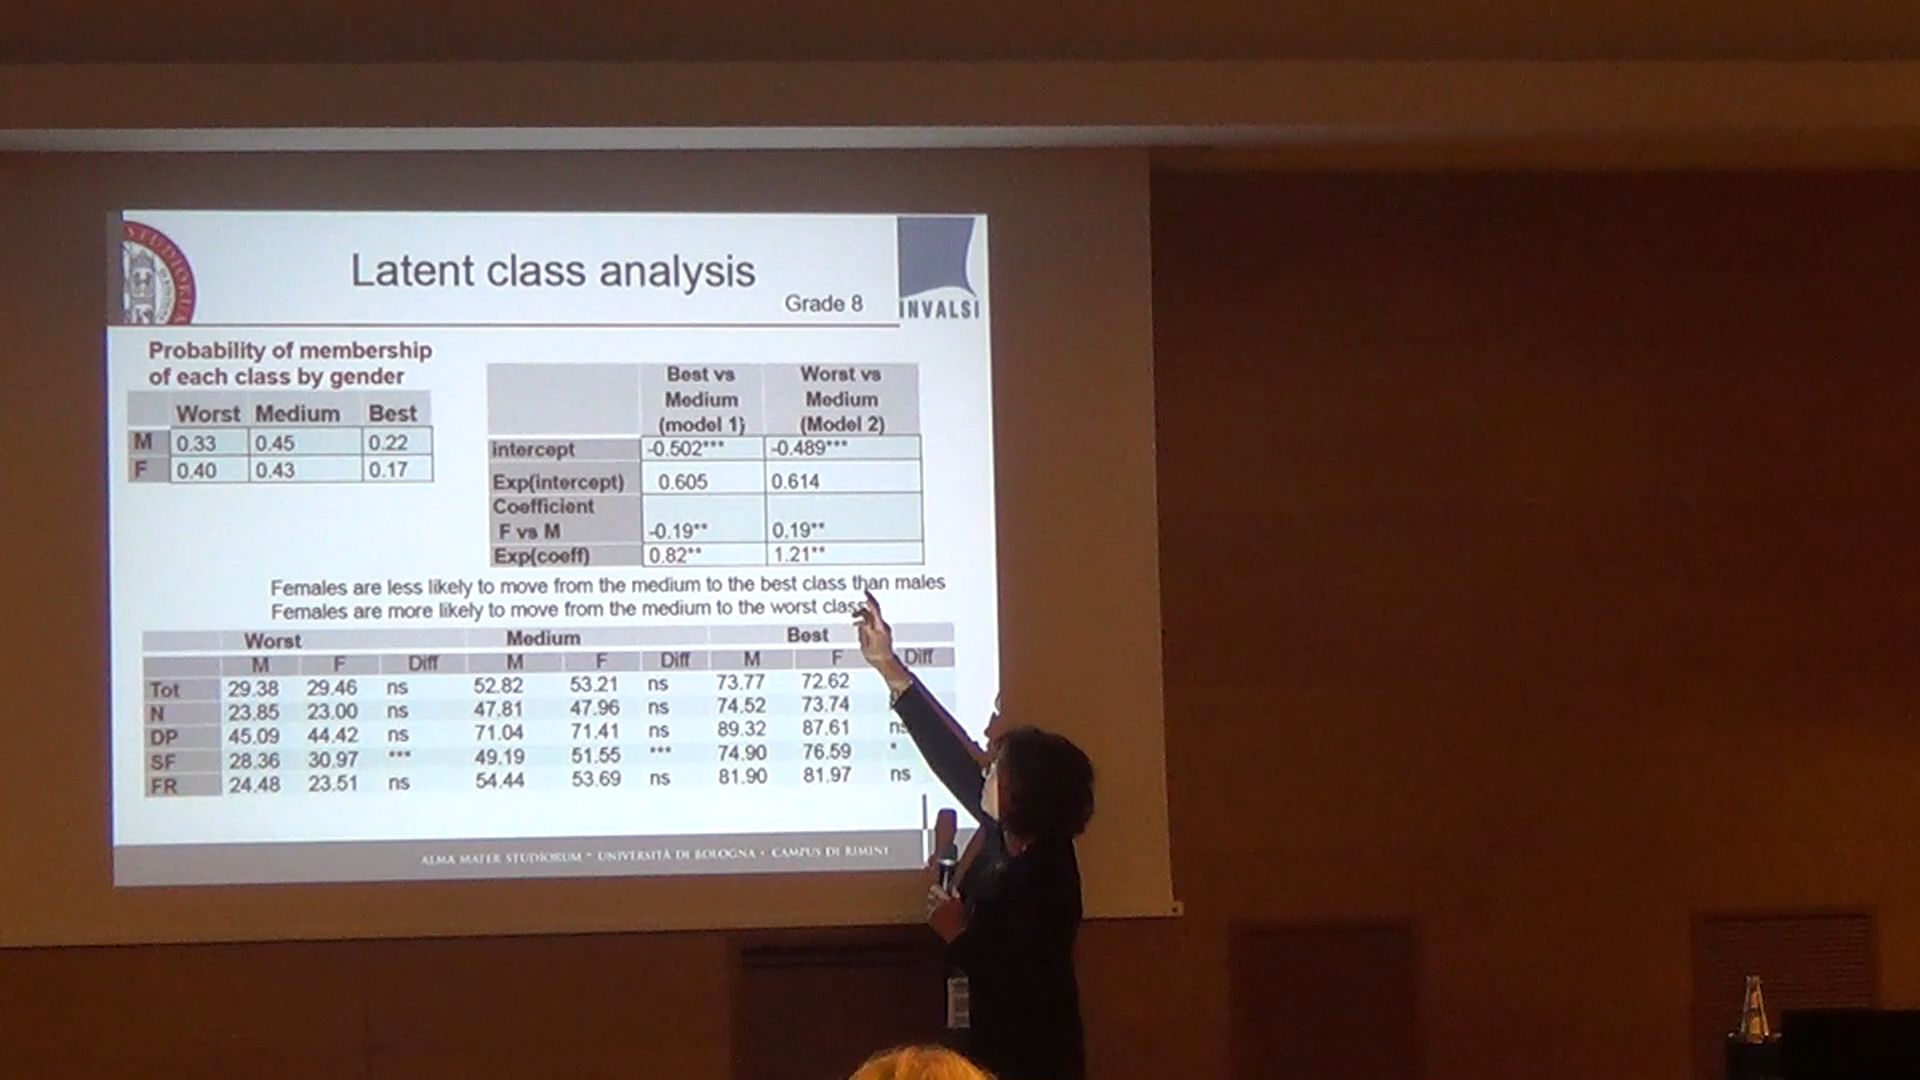 STUDIORUM
Latent class analysis
Grade 8
INVALSI
Probability of membership
of each class by gender
Worst Medium Best
M 0.33 0.45 0.22
F 0.40 0.43 0.17
Best vs Medium (model 1) Worst vs Medium (Model 2)
intercept -0.502*** -0.489***
Exp(intercept) 0.605 0.614
Coefficient
F vs M -0.19** 0.19**
Exp(coeff) 0.82** 1.21**
Females are less likely to move from the medium to the best class than males
Females are more likely to move from the medium to the worst class
Worst Medium Best
M F Diff M F Diff M F Diff
Tot 29.38 29.46 ns 52.82 53.21 ns 73.77 72.62
N 23.85 23.00 ns 47.81 47.96 ns 74.52 73.74
DP 45.09 44.42 ns 71.04 71.41 ns 89.32 87.61 ns
SF 28.36 30.97 *** 49.19 51.55 *** 74.90 76.59 *
FR 24.48 23.51 ns 54.44 53.69 ns 81.90 81.97 ns
ALMA MATER STUDIORUM ~ UNIVERSITÀ DI BOLOGNA • CAMPUS DI RIMINI